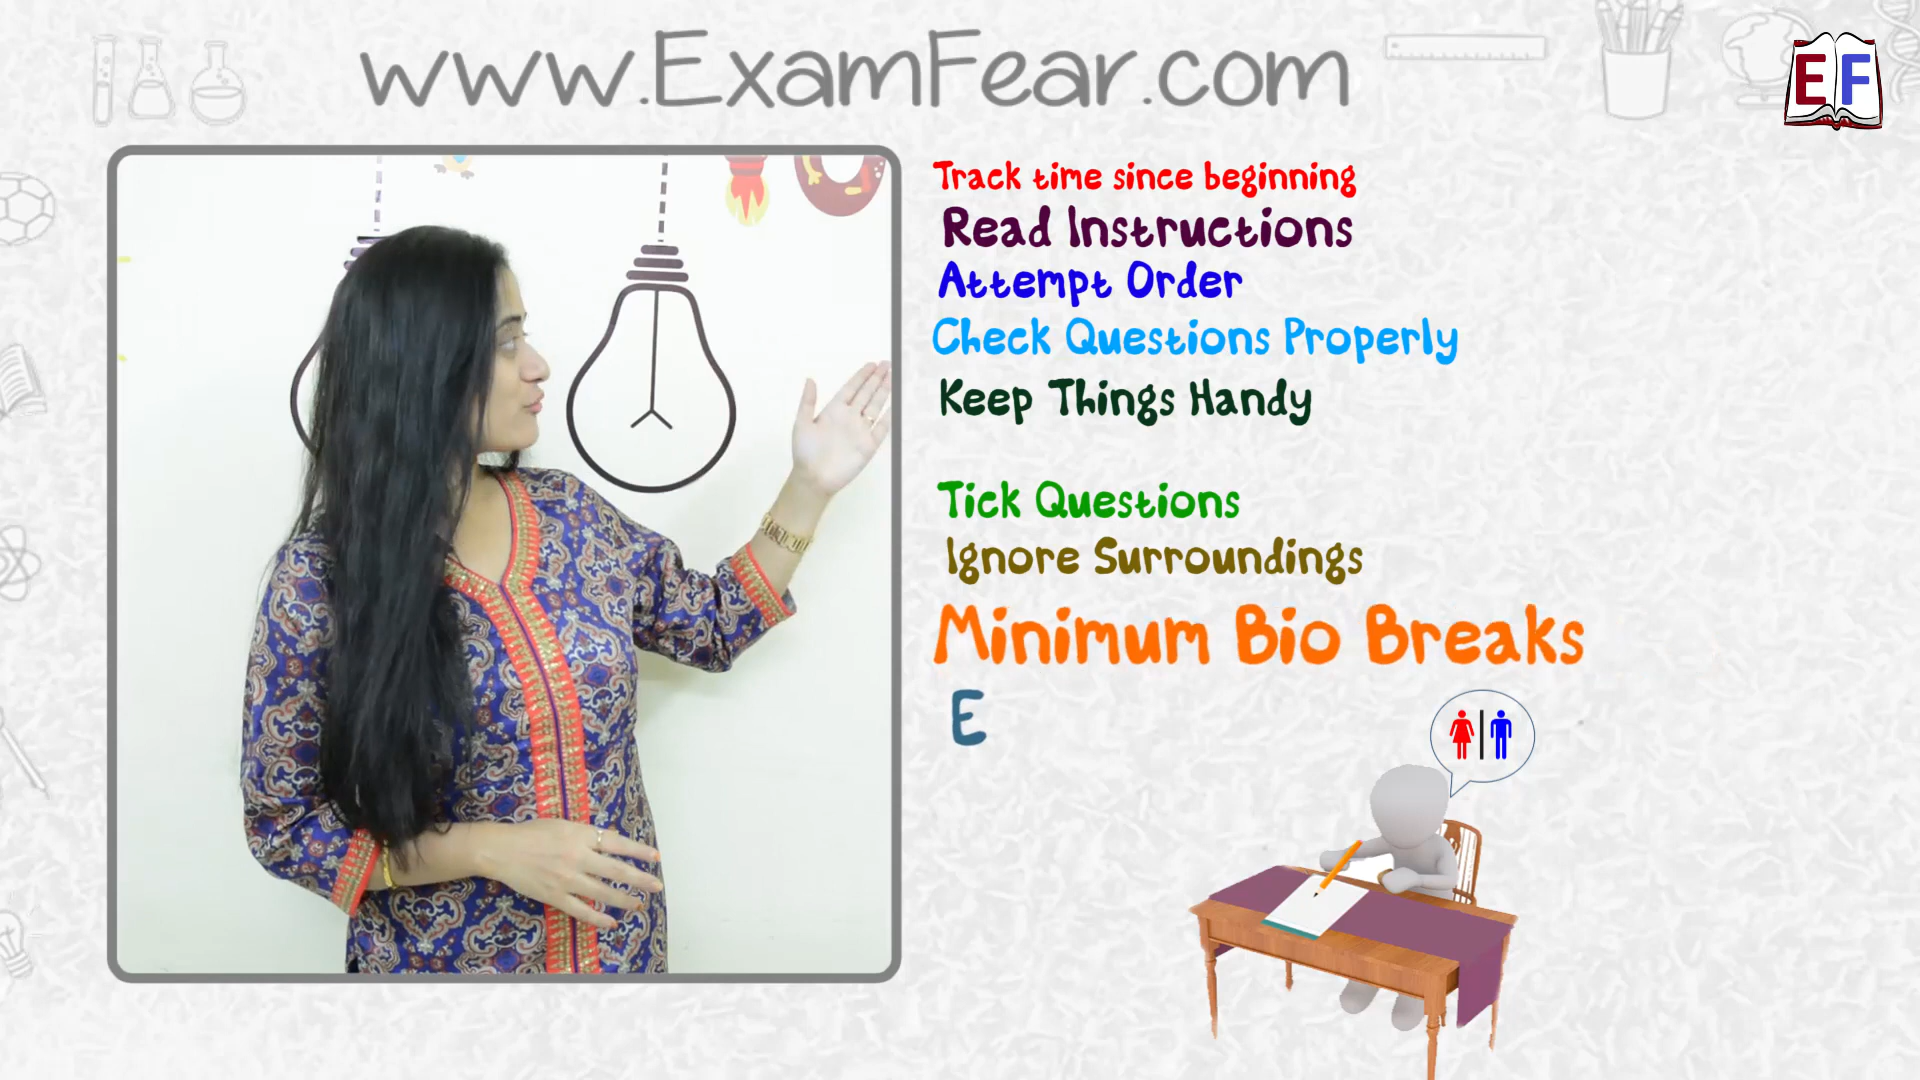 www.ExamFear.com
EF
Track time since beginning
Read Instructions
Attempt Order
Check Questions Properly
Keep Things Handy
Tick Questions
Ignore Surroundings
Minimum Bio Breaks
E